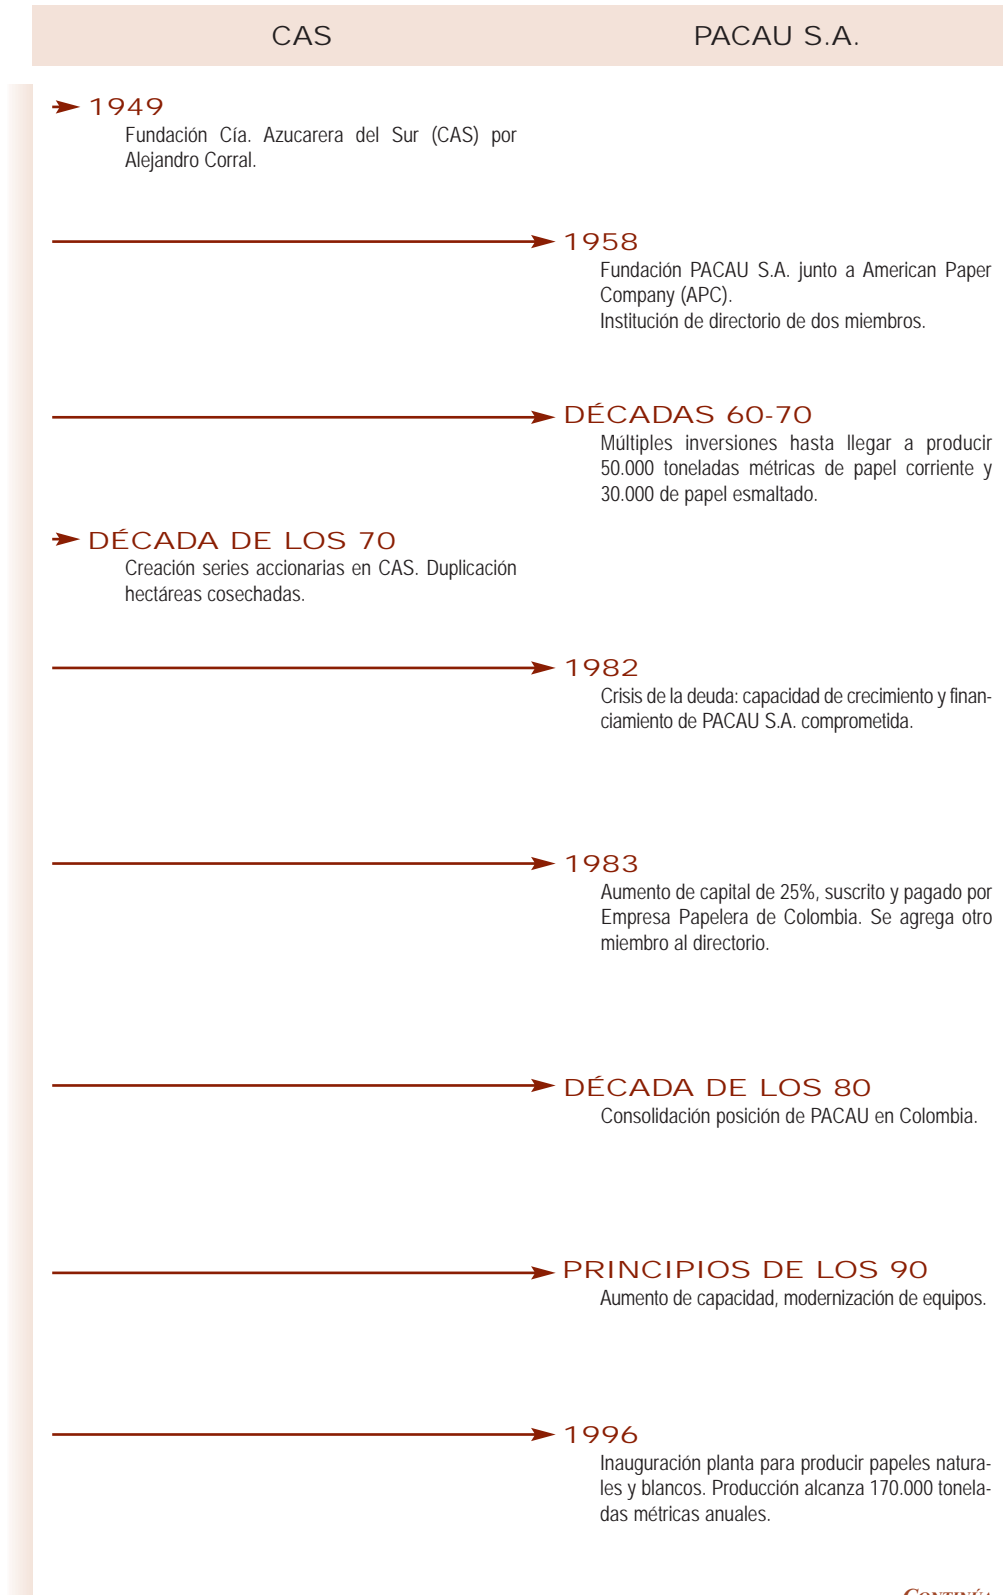 CAS PACAU S.A.
1949
Fundación Cía. Azucarera del Sur (CAS) por
Alejandro Corral.
1958
Fundación PACAU S.A. junto a American Paper
Company (APC).
Institución de directorio de dos miembros.
DÉCADAS 60-70
Múltiples inversiones hasta llegar a producir
50.000 toneladas métricas de papel corriente y
30.000 de papel esmaltado.
DÉCADA DE LOS 70
Creación series accionarias en CAS. Duplicación
hectáreas cosechadas.
1982
Crisis de la deuda: capacidad de crecimiento y finan-
ciamiento de PACAU S.A. comprometida.
1983
Aumento de capital de 25%, suscrito y pagado por
Empresa Papelera de Colombia. Se agrega otro
miembro al directorio.
DÉCADA DE LOS 80
Consolidación posición de PACAU en Colombia.
PRINCIPIOS DE LOS 90
Aumento de capacidad, modernización de equipos.
1996
Inauguración planta para producir papeles natura-
les y blancos. Producción alcanza 170.000 tonela-
das métricas anuales.
CONTINÚA